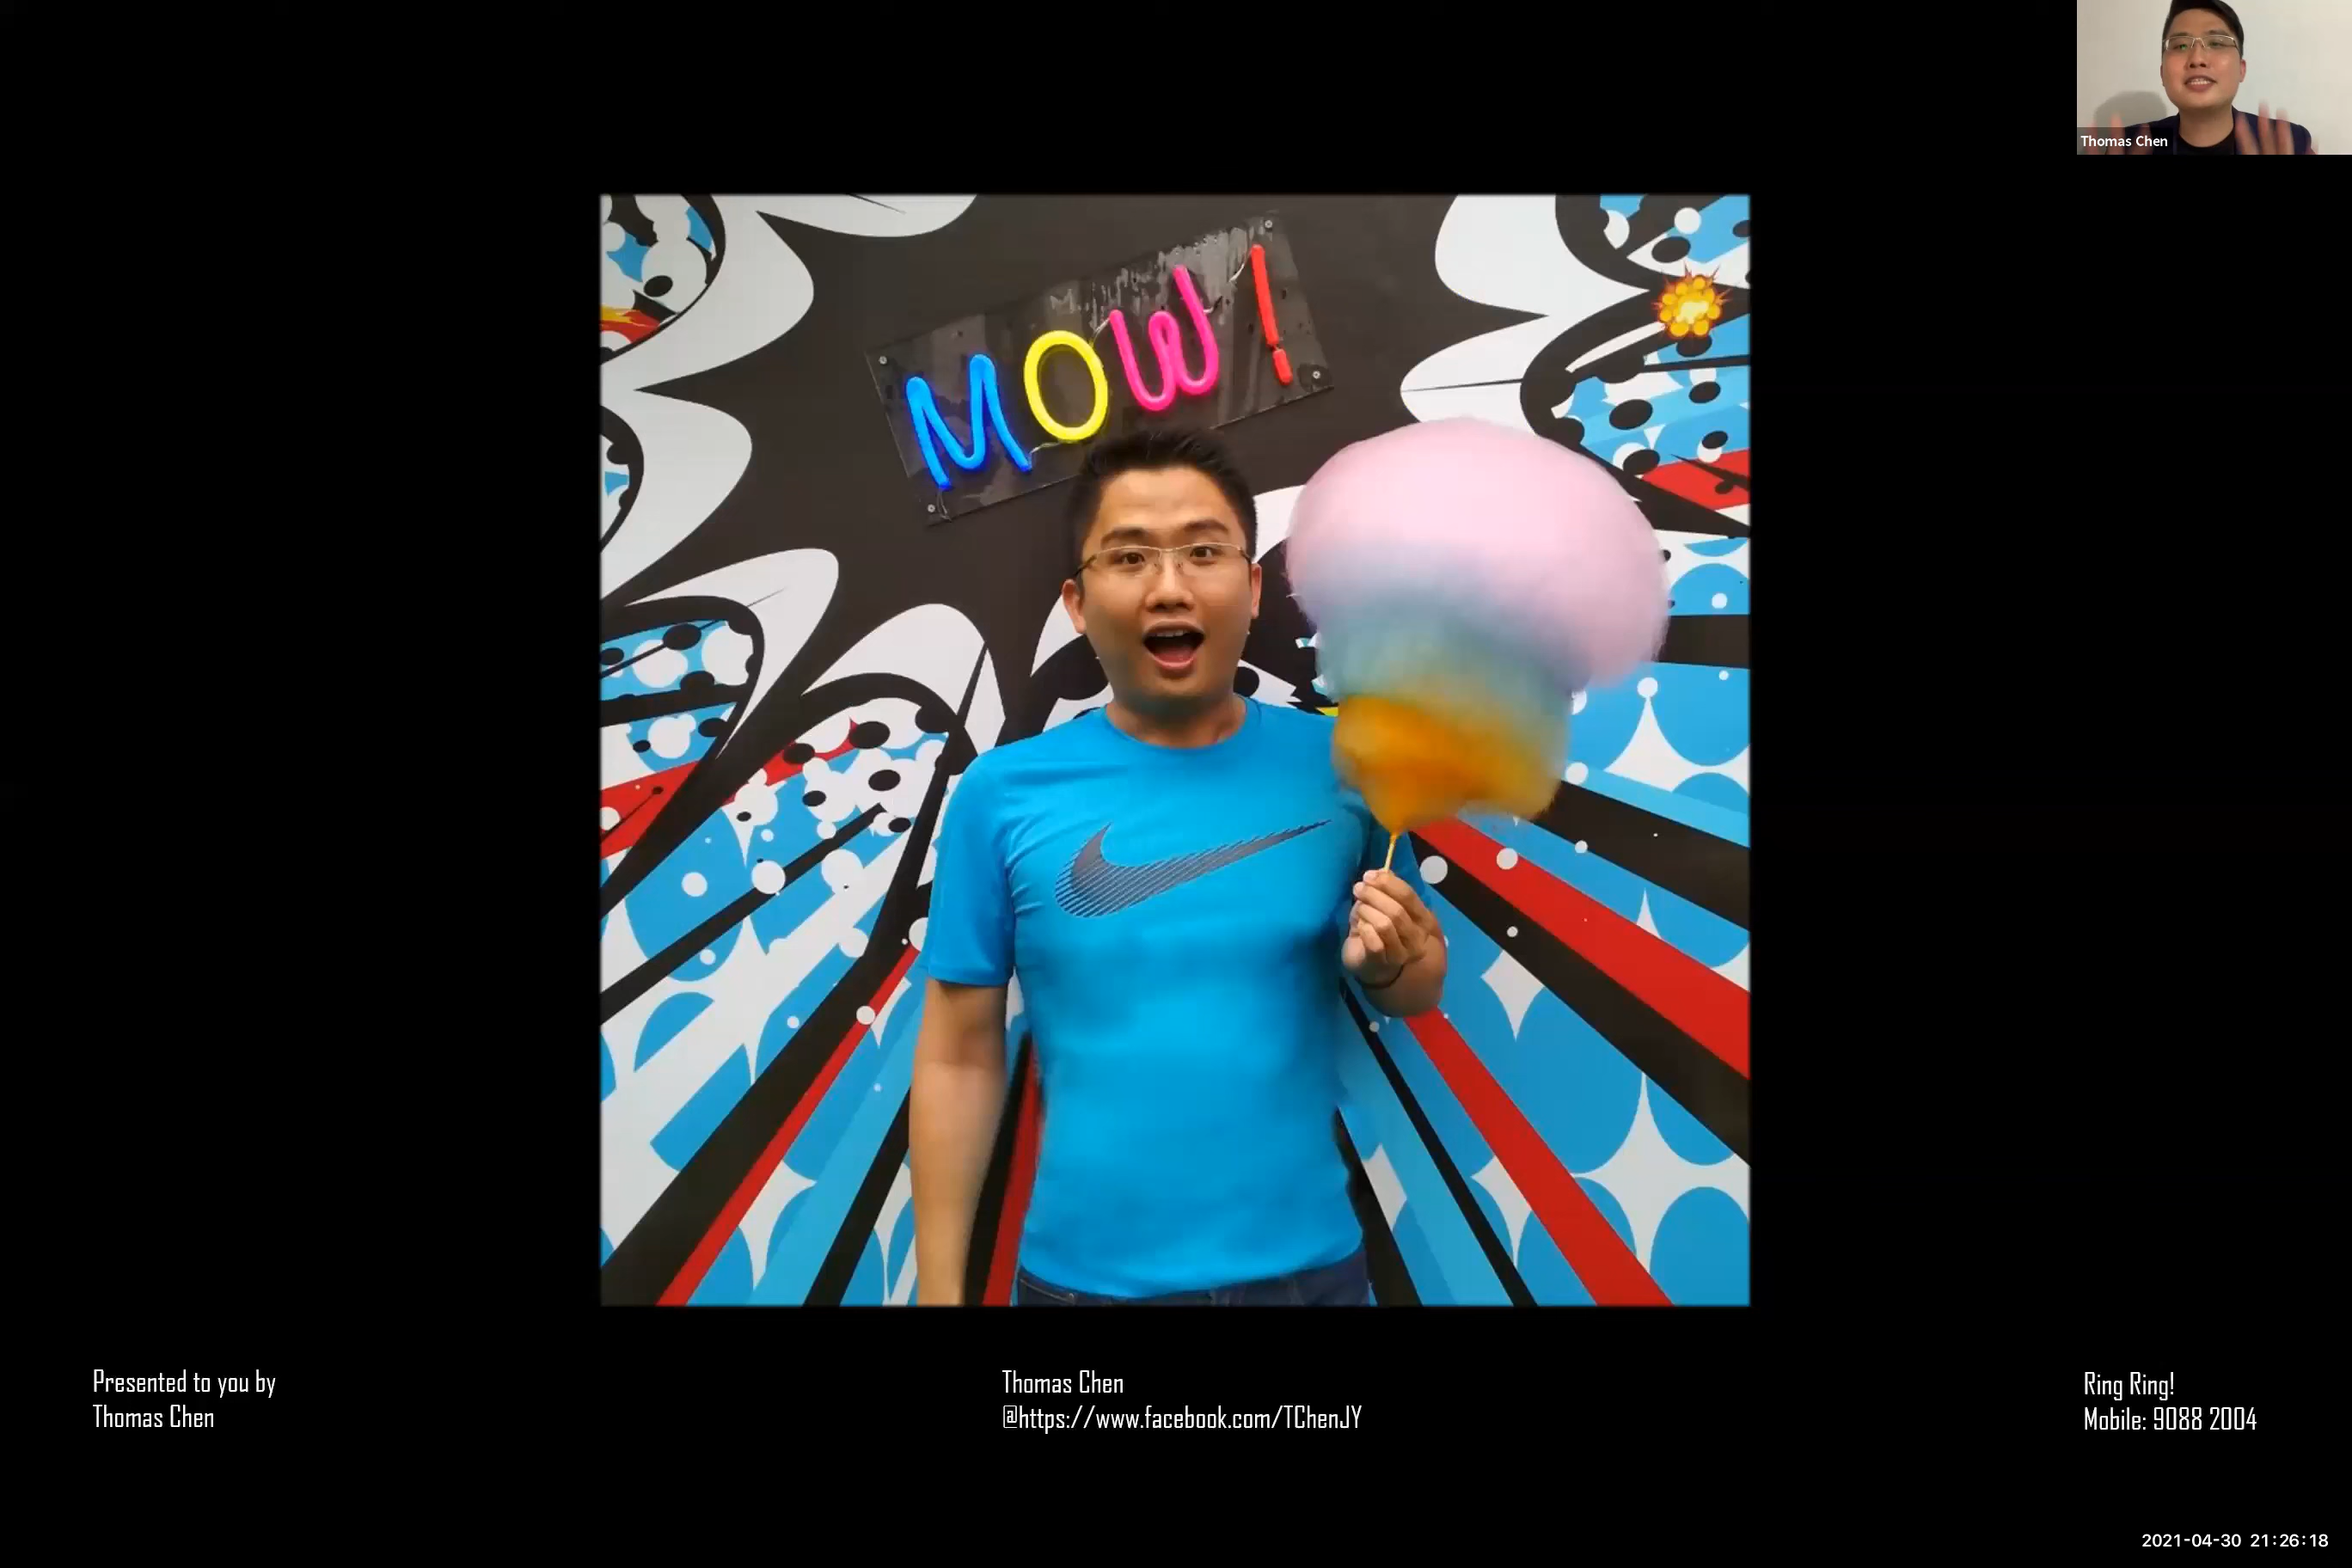 Thomas Chen
MOW!
Presented to you by
Thomas Chen
Thomas Chen
@https://www.facebook.com/TChenJY
Ring Ring!
Mobile: 9088 2004
2021-04-30 21:26:18